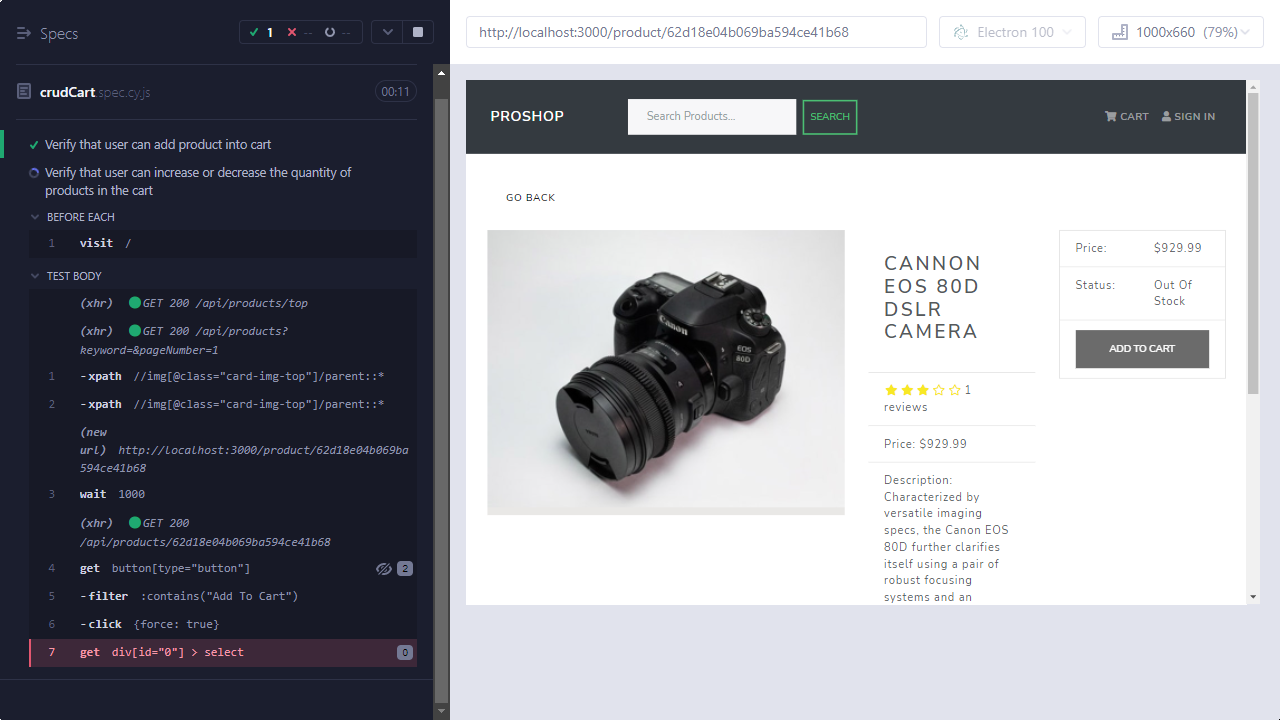 Specs
1
--
--
crudCart.spec.cy.js
00:11
Verify that user can add product into cart
Verify that user can increase or decrease the quantity of
products in the cart
BEFORE EACH
1 visit /
TEST BODY
(xhr) GET 200 /api/products/top
(xhr) GET 200 /api/products?
keyword=&pageNumber=1
1 -xpath //img[@class="card-img-top"]/parent::*
2 -xpath //img[@class="card-img-top"]/parent::*
(new
url) http://localhost:3000/product/62d18e04b069ba
594ce41b68
3 wait 1000
(xhr) GET 200
/api/products/62d18e04b069ba594ce41b68
4 get button[type="button"] 2
5 -filter :contains("Add To Cart")
6 -click {force: true}
7 get div[id="0"] > select 0
http://localhost:3000/product/62d18e04b069ba594ce41b68
Electron 100
1000x660 (79%)
PROSHOP
Search Products...
SEARCH
CART
SIGN IN
GO BACK
Canon
EOS
80D
CANNON
EOS 80D
DSLR
CAMERA
1
reviews
Price: $929.99
Description:
Characterized by
versatile imaging
specs, the Canon EOS
80D further clarifies
itself using a pair of
robust focusing
systems and an
Price: $929.99
Status: Out Of
Stock
ADD TO CART